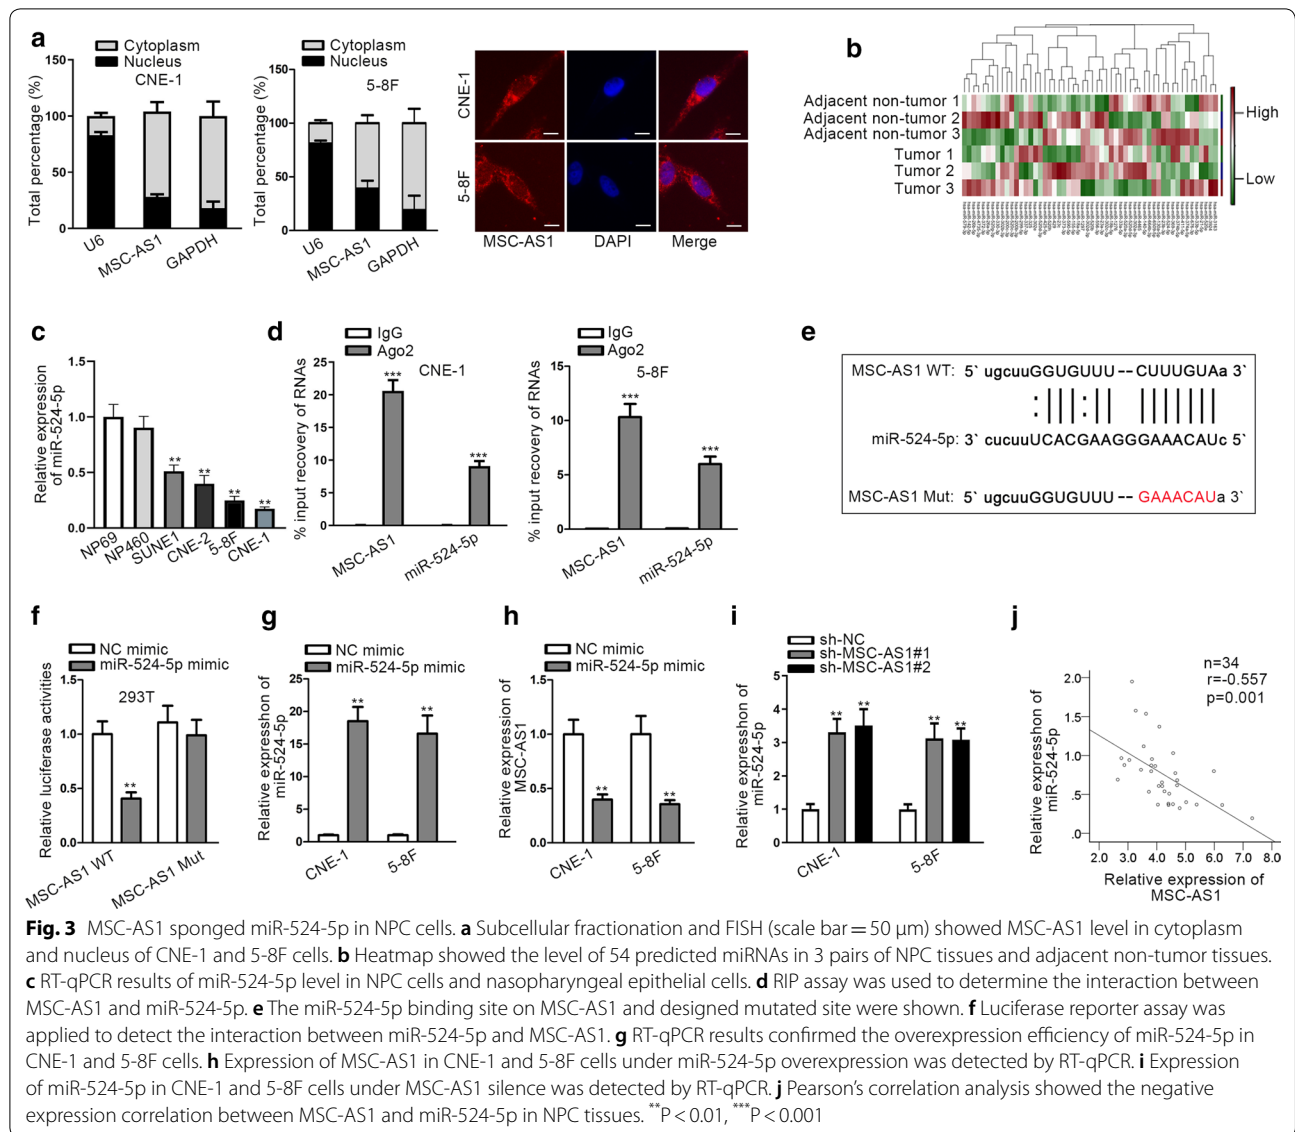 a
Cytoplasm
Nucleus
CNE-1
Total percentage (%)
150
100
50
0
U6
MSC-AS1
GAPDH
Cytoplasm
Nucleus
5-8F
Total percentage (%)
150
100
50
0
U6
MSC-AS1
GAPDH
CNE-1
5-8F
MSC-AS1
DAPI
Merge
b
Adjacent non-tumor 1
Adjacent non-tumor 2
Adjacent non-tumor 3
Tumor 1
Tumor 2
Tumor 3
High
Low
c
Relative expression
of miR-524-5p
1.5
1.0
0.5
0.0
**
**
**
**
NP69
NP460
SUNE1
CNE-2
5-8F
CNE-1
d
IgG
Ago2
CNE-1
% input recovery of RNAs
25
20
15
10
5
0
***
***
MSC-AS1
miR-524-5p
IgG
Ago2
5-8F
% input recovery of RNAs
15
10
5
0
***
***
MSC-AS1
miR-524-5p
e
MSC-AS1 WT: 5` ugcuuGGUGUUU --CUUUGUAa 3`
miR-524-5p: 3` cucuuUCACGAAGGGAAACAUc 5`
MSC-AS1 Mut: 5` ugcuuGGUGUUU -- GAAACAUa 3`
f
NC mimic
miR-524-5p mimic
293T
Relative luciferase activities
1.5
1.0
0.5
0.0
**
MSC-AS1 WT
MSC-AS1 Mut
g
NC mimic
miR-524-5p mimic
Relative expresshon of
miR-524-5p
25
20
15
10
5
0
**
**
CNE-1
5-8F
h
NC mimic
miR-524-5p mimic
Relative expression of
MSC-AS1
1.5
1.0
0.5
0.0
**
**
CNE-1
5-8F
i
sh-NC
sh-MSC-AS1#1
sh-MSC-AS1#2
Relative expresshon of
miR-524-5p
5
4
3
2
1
0
** **
** **
CNE-1
5-8F
j
n=34
r=-0.557
p=0.001
Relative expresshon of
miR-524-5p
2.0
1.5
1.0
.5
.0
2.0 3.0 4.0 5.0 6.0 7.0 8.0
Relative expression of
MSC-AS1
Fig. 3 MSC-AS1 sponged miR-524-5p in NPC cells. a Subcellular fractionation and FISH (scale bar = 50 μm) showed MSC-AS1 level in cytoplasm
and nucleus of CNE-1 and 5-8F cells. b Heatmap showed the level of 54 predicted miRNAs in 3 pairs of NPC tissues and adjacent non-tumor tissues.
c RT-qPCR results of miR-524-5p level in NPC cells and nasopharyngeal epithelial cells. d RIP assay was used to determine the interaction between
MSC-AS1 and miR-524-5p. e The miR-524-5p binding site on MSC-AS1 and designed mutated site were shown. f Luciferase reporter assay was
applied to detect the interaction between miR-524-5p and MSC-AS1. g RT-qPCR results confirmed the overexpression efficiency of miR-524-5p in
CNE-1 and 5-8F cells. h Expression of MSC-AS1 in CNE-1 and 5-8F cells under miR-524-5p overexpression was detected by RT-qPCR. i Expression
of miR-524-5p in CNE-1 and 5-8F cells under MSC-AS1 silence was detected by RT-qPCR. j Pearson's correlation analysis showed the negative
expression correlation between MSC-AS1 and miR-524-5p in NPC tissues. **P < 0.01, ***P < 0.001